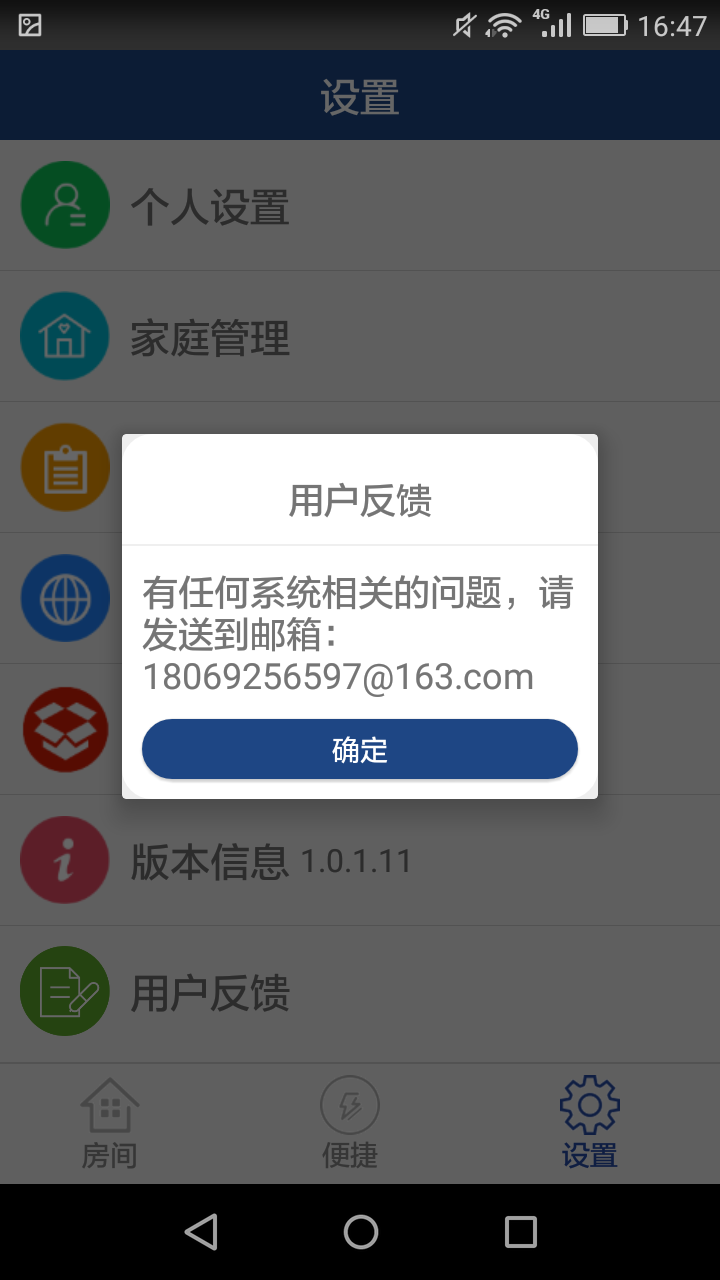 4G 16:47
设置
个人设置
家庭管理
用户反馈
有任何系统相关的问题，请
发送到邮箱：
18069256597@163.com
确定
版本信息 1.0.1.11
用户反馈
房间 便捷 设置